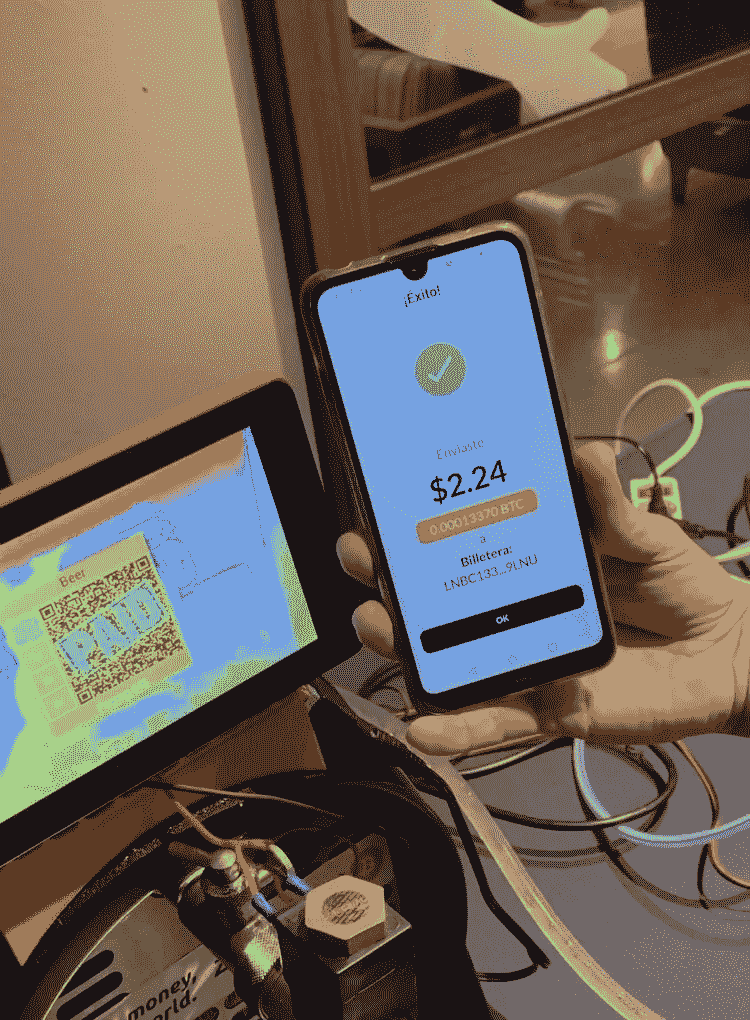 ¡Éxito!
Enviaste
$2.24
0.00013370 BTC
a
Billetera:
LNBC133...9LNU
OK
Beer
PAID
money,
orld.